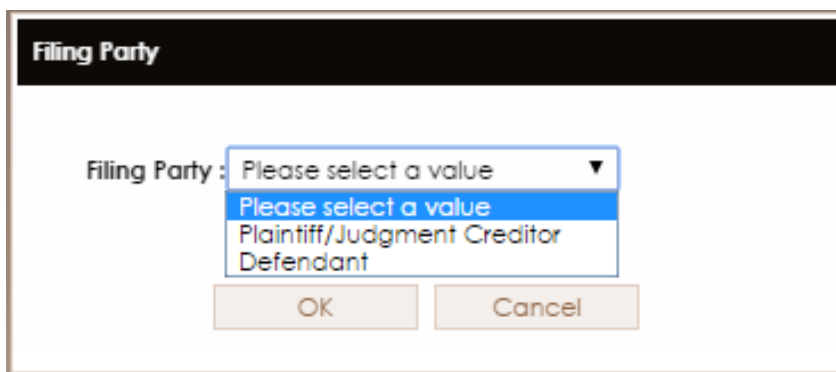 Filing Party
Filing Party : Please select a value ▼
Please select a value
Plaintiff/Judgment Creditor
Defendant
OK Cancel